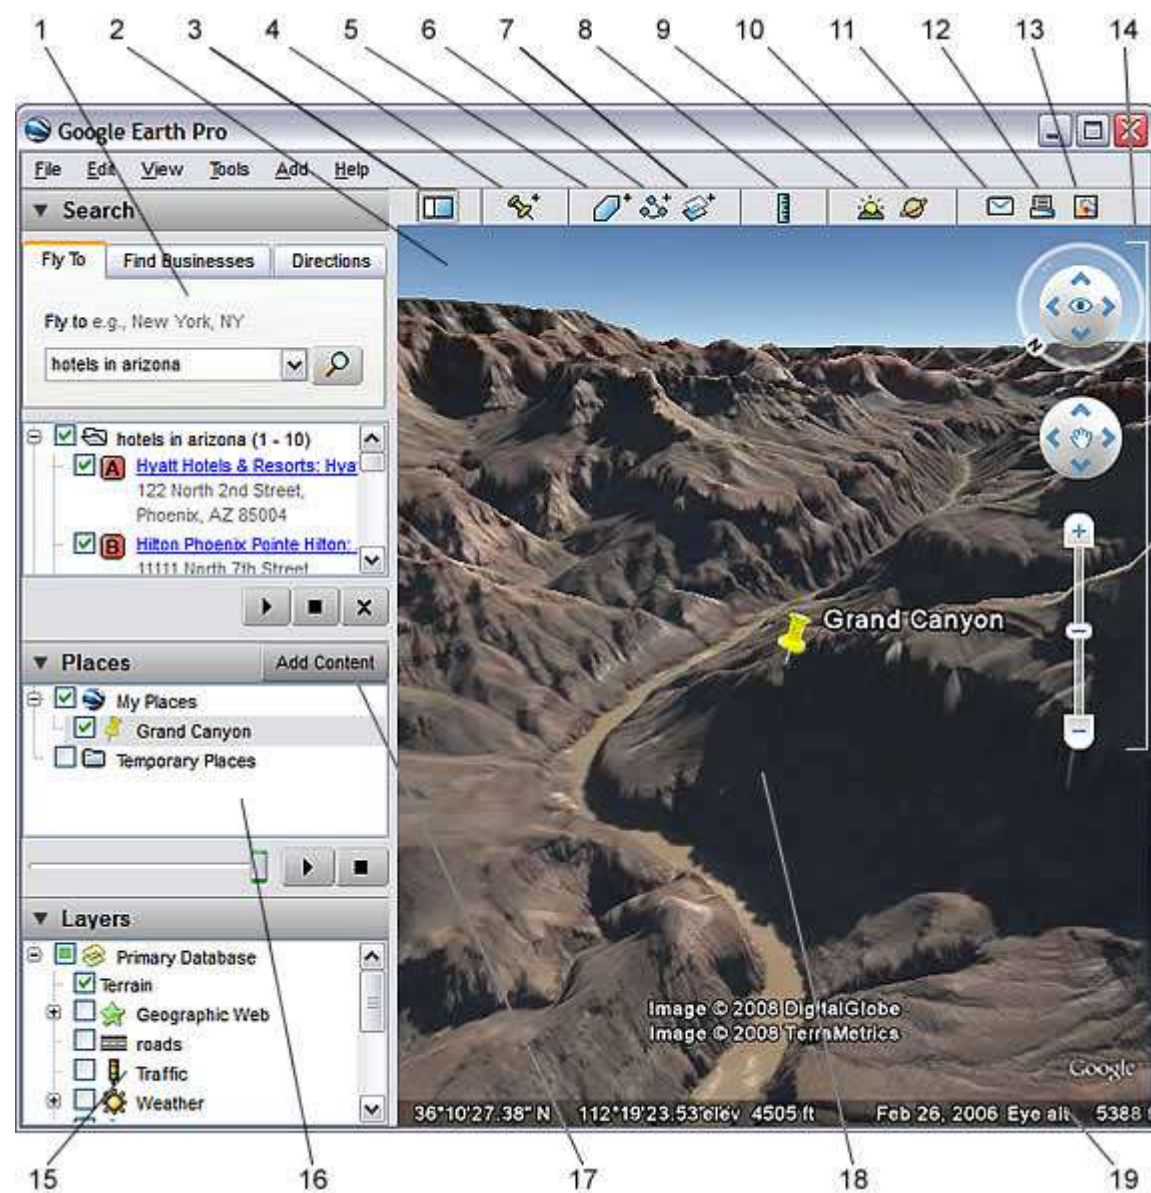 1 2 3 4 5 6 7 8 9 10 11 12 13 14
Google Earth Pro
File Edit View Tools Add Help
Search
Fly To Find Businesses Directions
Fly to e.g., New York, NY
hotels in arizona
hotels in arizona (1 - 10)
A Hyatt Hotels & Resorts: Hya
122 North 2nd Street,
Phoenix, AZ 85004
B Hilton Phoenix Pointe Hilton:
11111 North 7th Street
Places Add Content
My Places
Grand Canyon
Temporary Places
Layers
Primary Database
Terrain
Geographic Web
roads
Traffic
Weather
N
Grand Canyon
Image © 2008 DigitalGlobe
Image © 2008 TerraMetrics
Google
36°10'27.38" N 112°19'23.53 elev 4505 ft Feb 26, 2006 Eye alt 5388 f
15 16 17 18 19